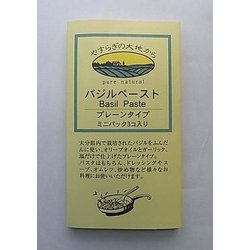 やすらぎの大地から
pure natural
バジルペースト
Basil Paste
プレーンタイプ
ミニパック3コ入り
大分県内で栽培されたバジルをふんだ
んに使い、オリーブオイルとガーリック、
塩だけで仕上げたプレーンタイプ。
パスタはもちろん、ドレッシングやスー
プ、オムレツ、炒め物など様々なお
料理にお使いいただけます。